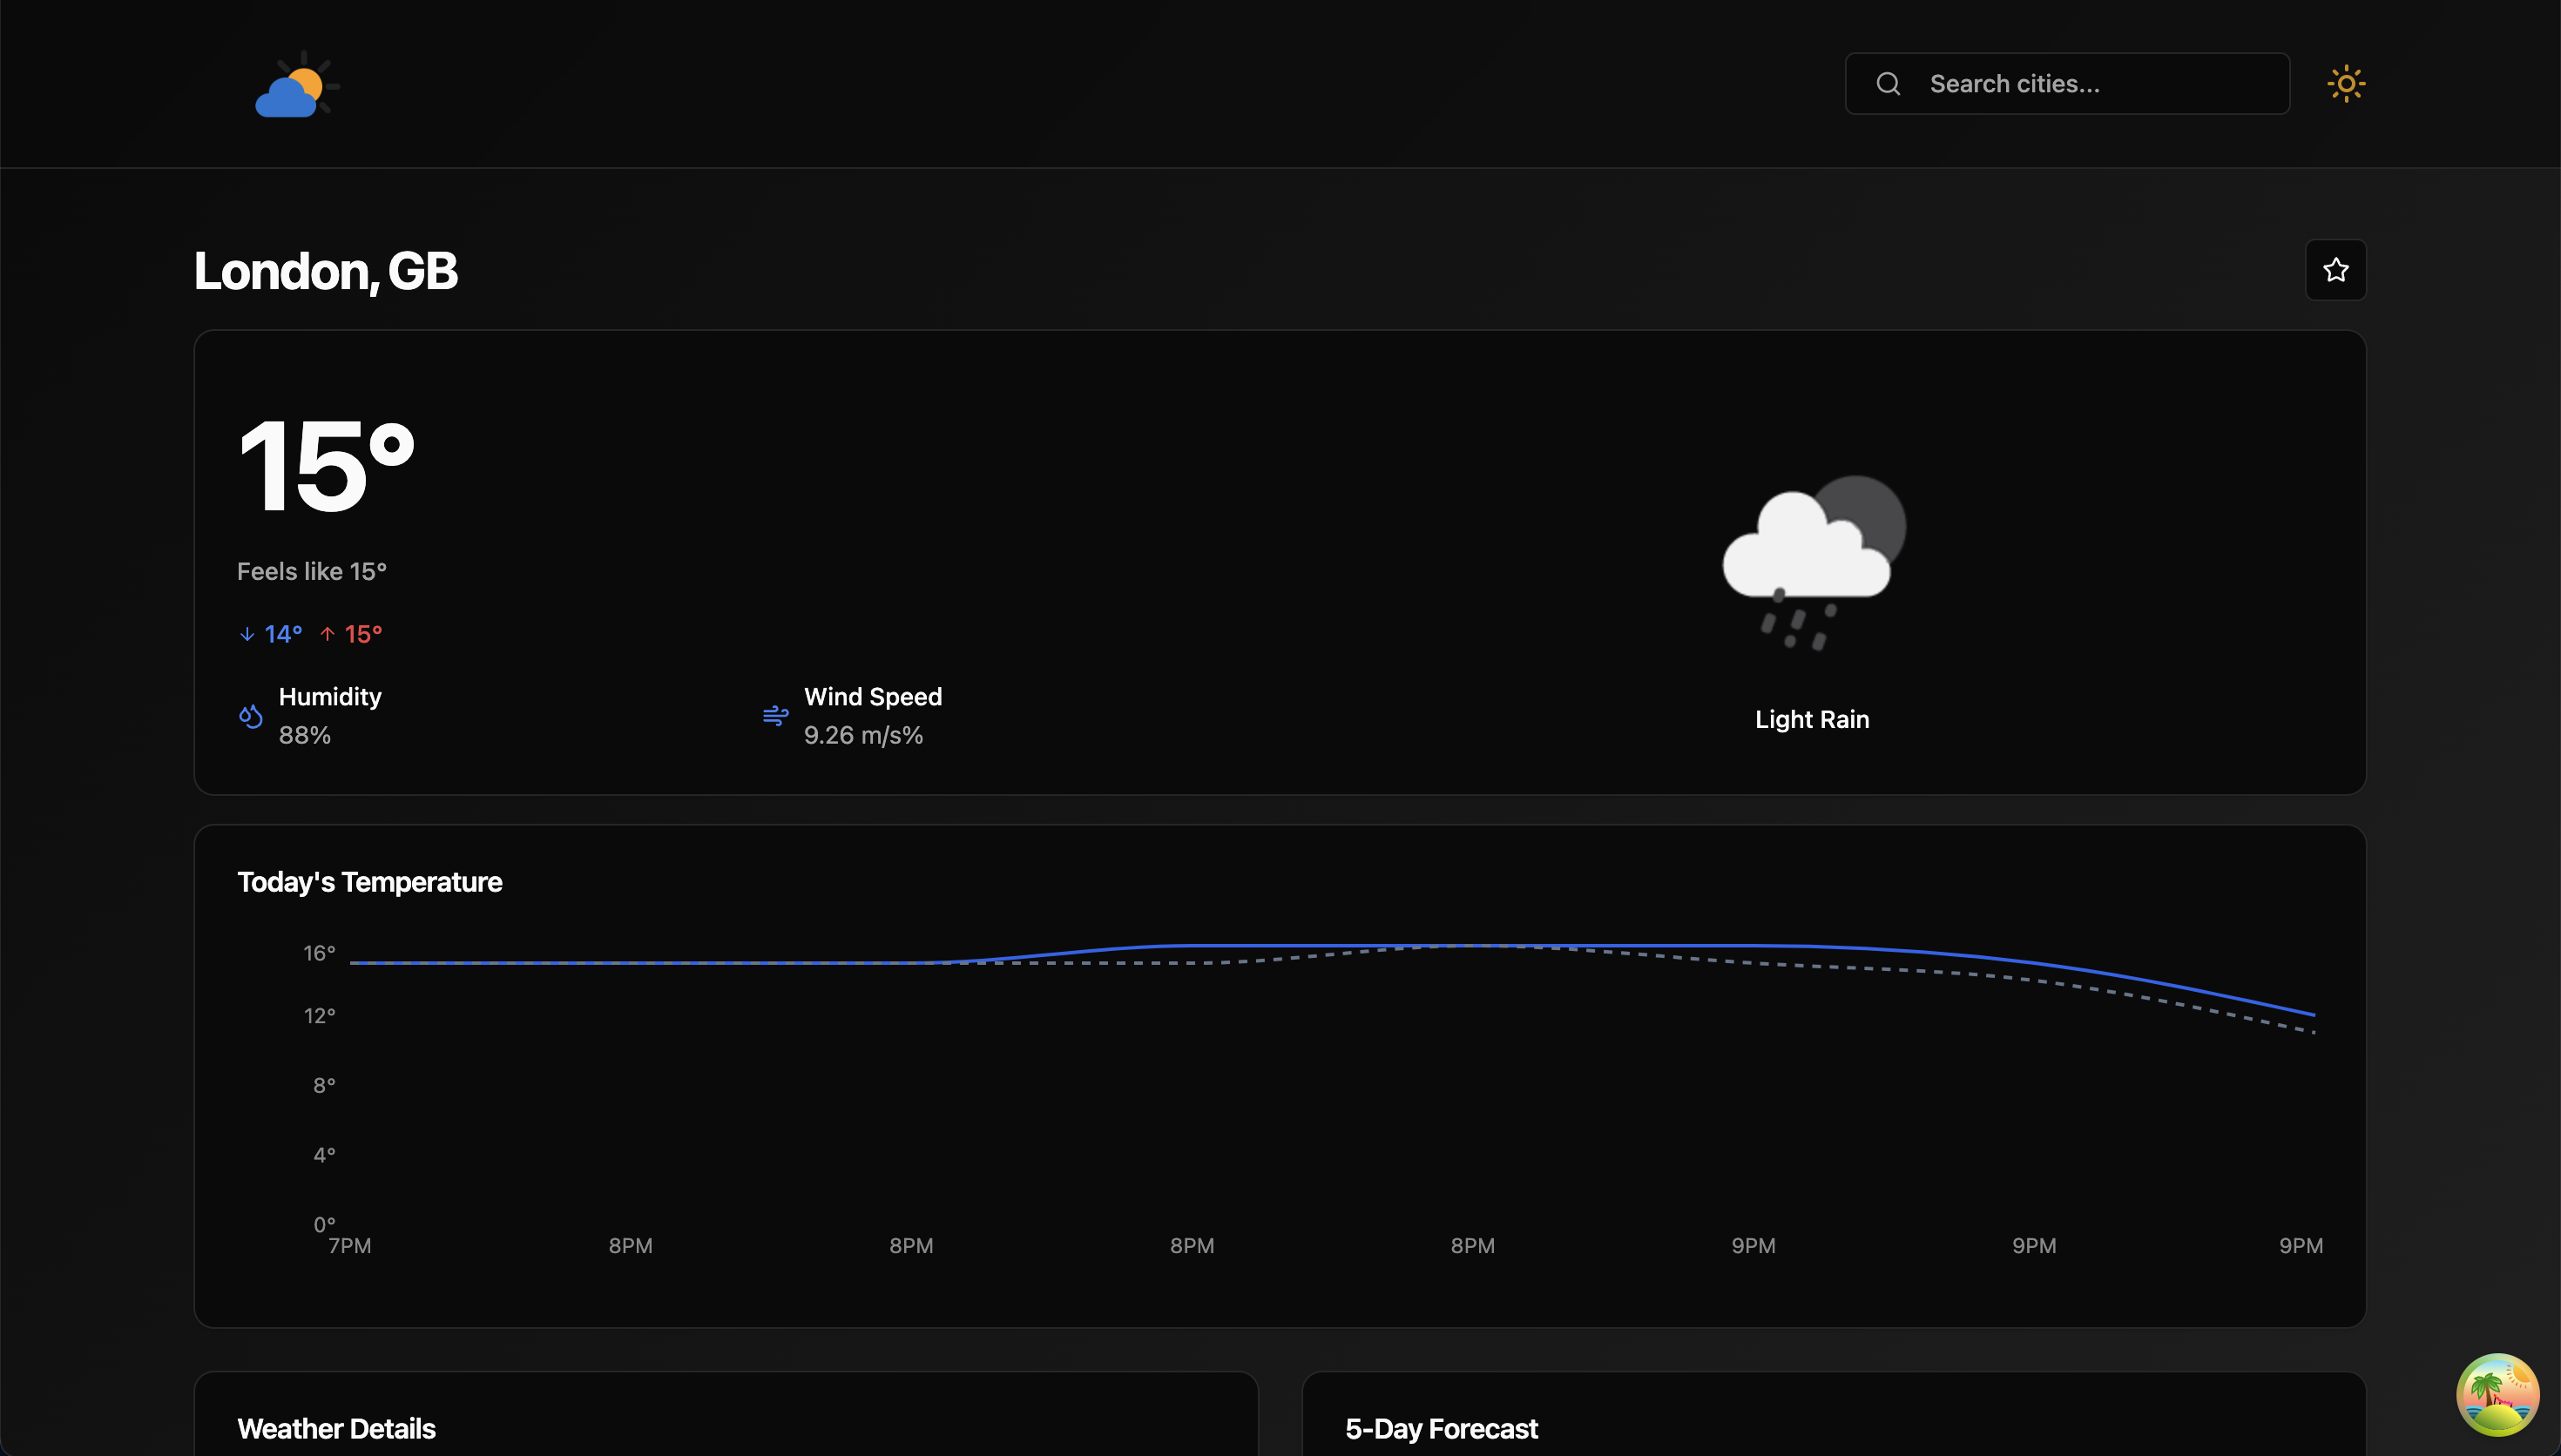 Search cities...
London, GB
15°
Feels like 15°
↓ 14° ↑ 15°
Humidity
88%
Wind Speed
9.26 m/s%
Light Rain
Today's Temperature
16°
12°
8°
4°
0°
7PM 8PM 8PM 8PM 8PM 9PM 9PM 9PM
Weather Details
5-Day Forecast